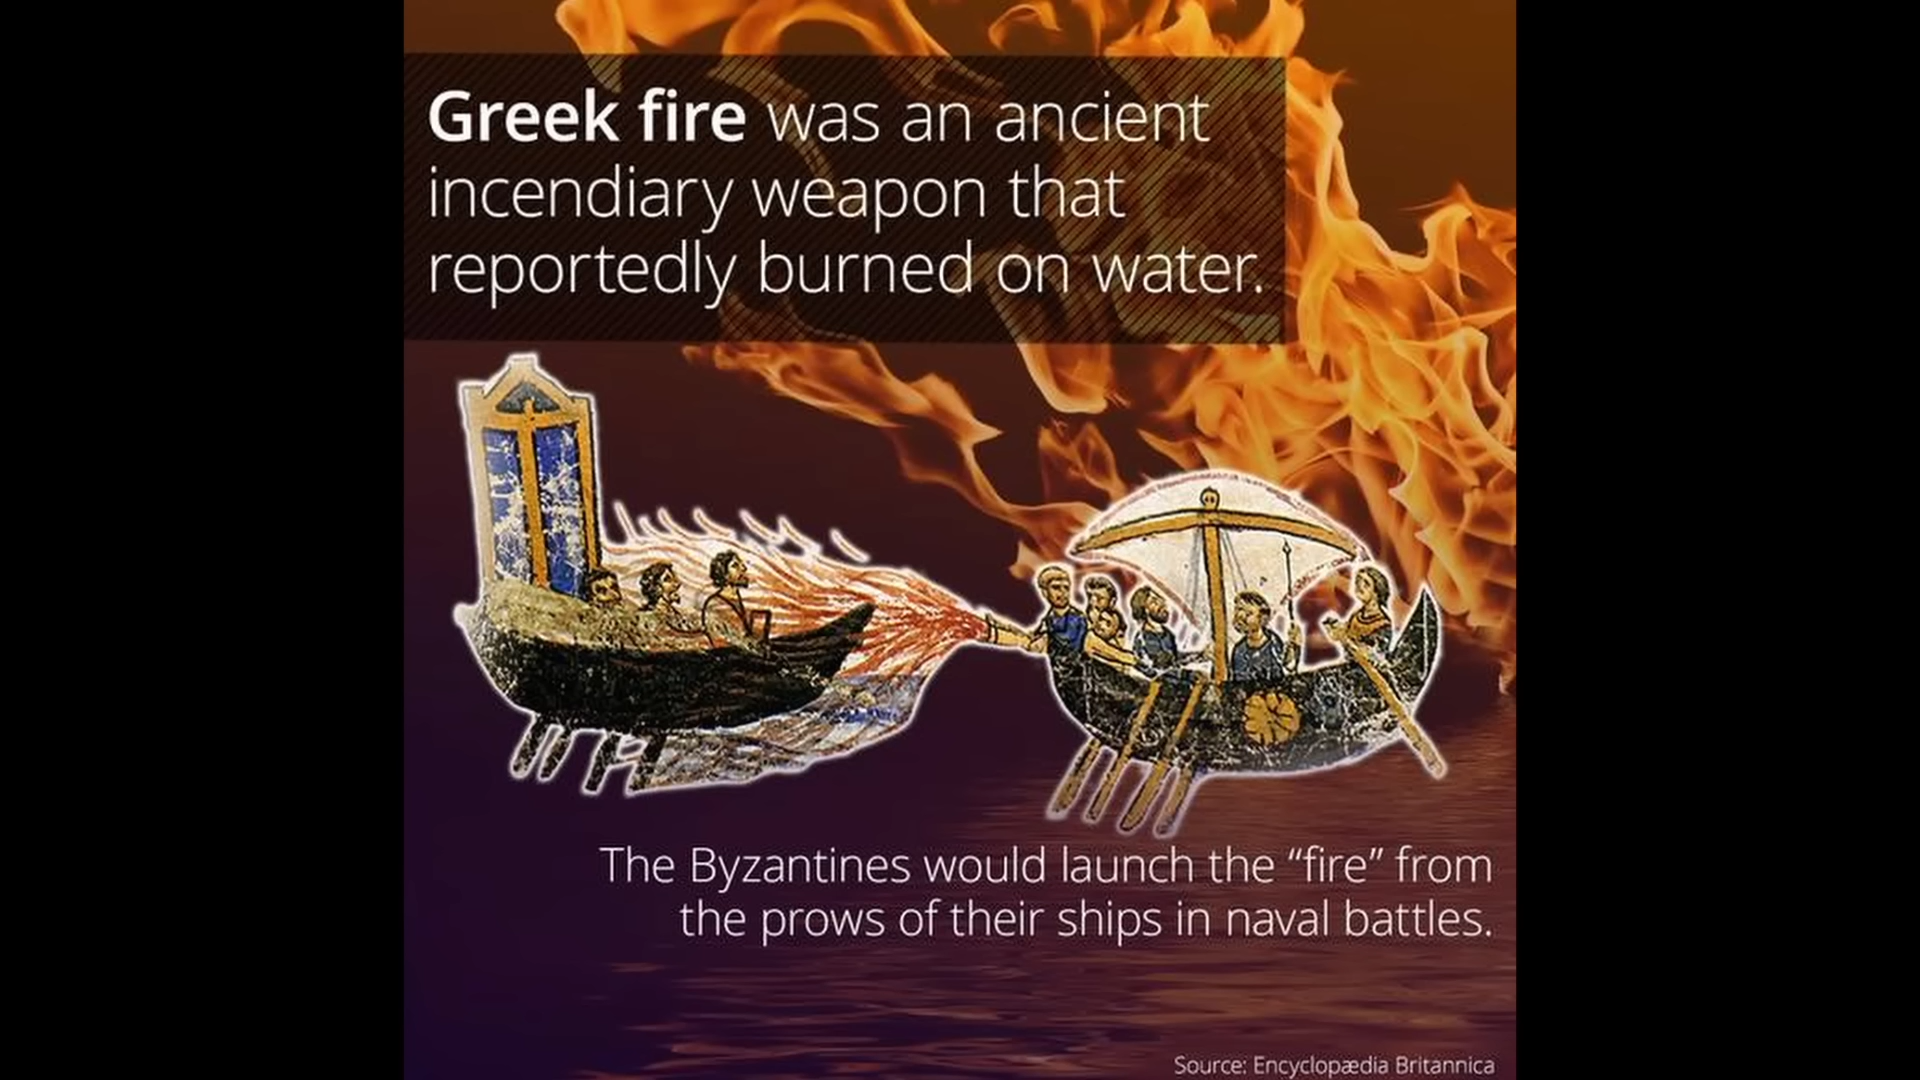 Greek fire was an ancient
incendiary weapon that
reportedly burned on water.
The Byzantines would launch the “fire” from
the prows of their ships in naval battles.
Source: Encyclopædia Britannica